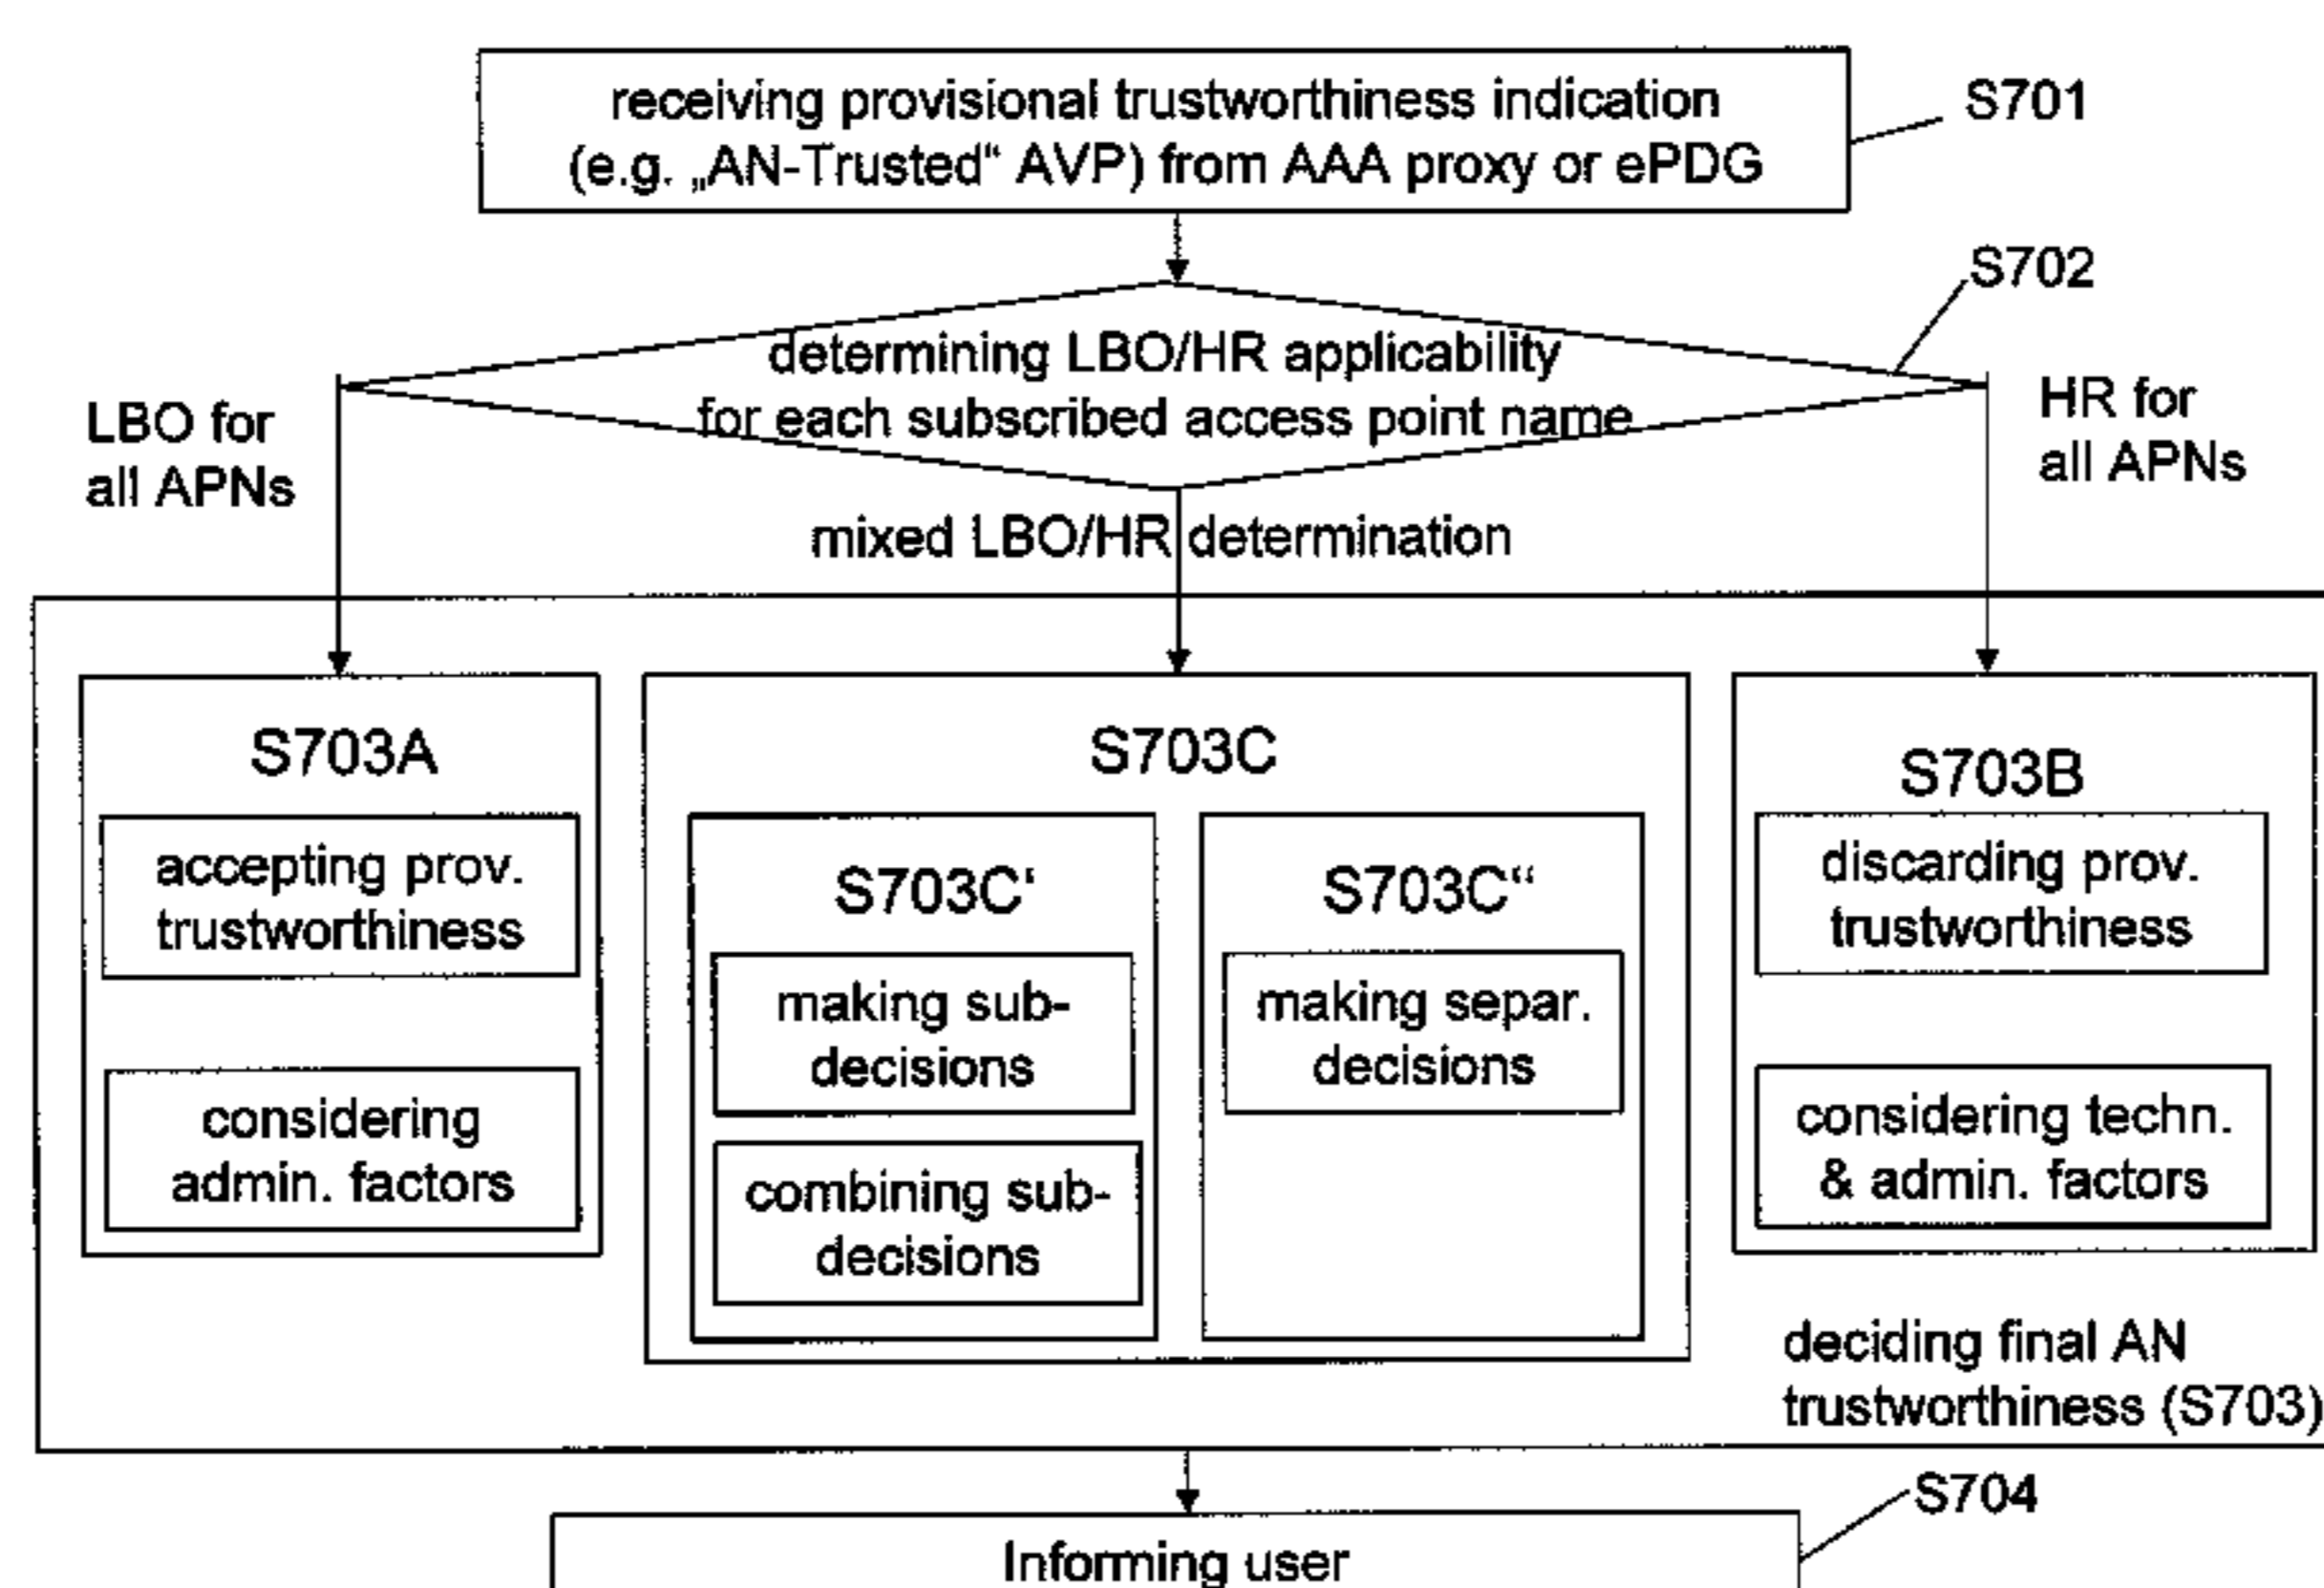 receiving provisional trustworthiness indication
(e.g. „AN-Trusted“ AVP) from AAA proxy or ePDG
S701
S702
determining LBO/HR applicability
for each subscribed access point name
LBO for
all APNs
HR for
all APNs
mixed LBO/HR determination
S703A
accepting prov.
trustworthiness
considering
admin. factors
S703C
S703C‘
making sub-
decisions
combining sub-
decisions
S703C“
making separ.
decisions
S703B
discarding prov.
trustworthiness
considering techn.
& admin. factors
deciding final AN
trustworthiness (S703)
S704
Informing user